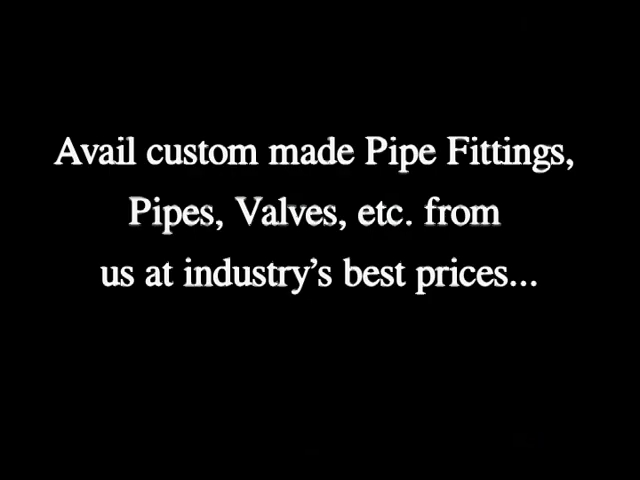 Avail custom made Pipe Fittings,
Pipes, Valves, etc. from
us at industry’s best prices...